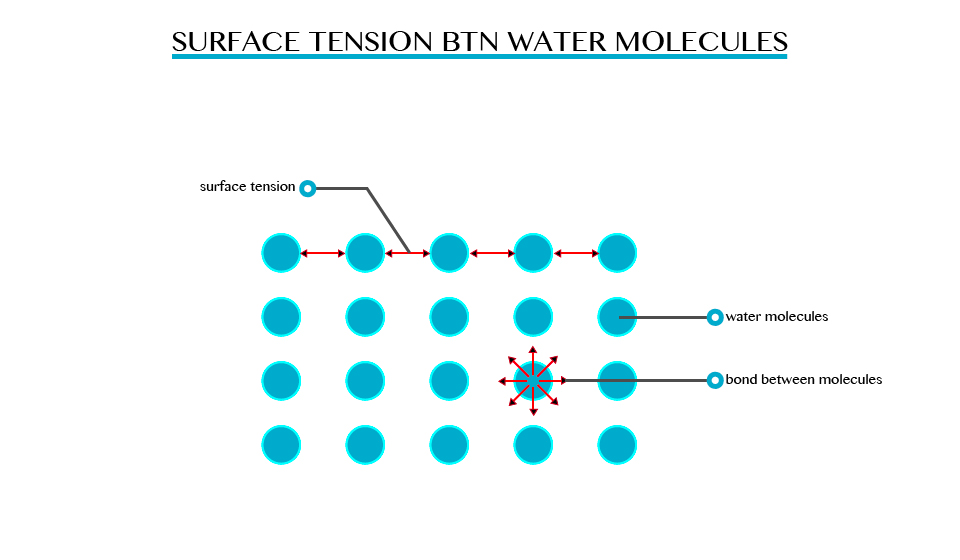 SURFACE TENSION BTN WATER MOLECULES
surface tension
water molecules
bond between molecules